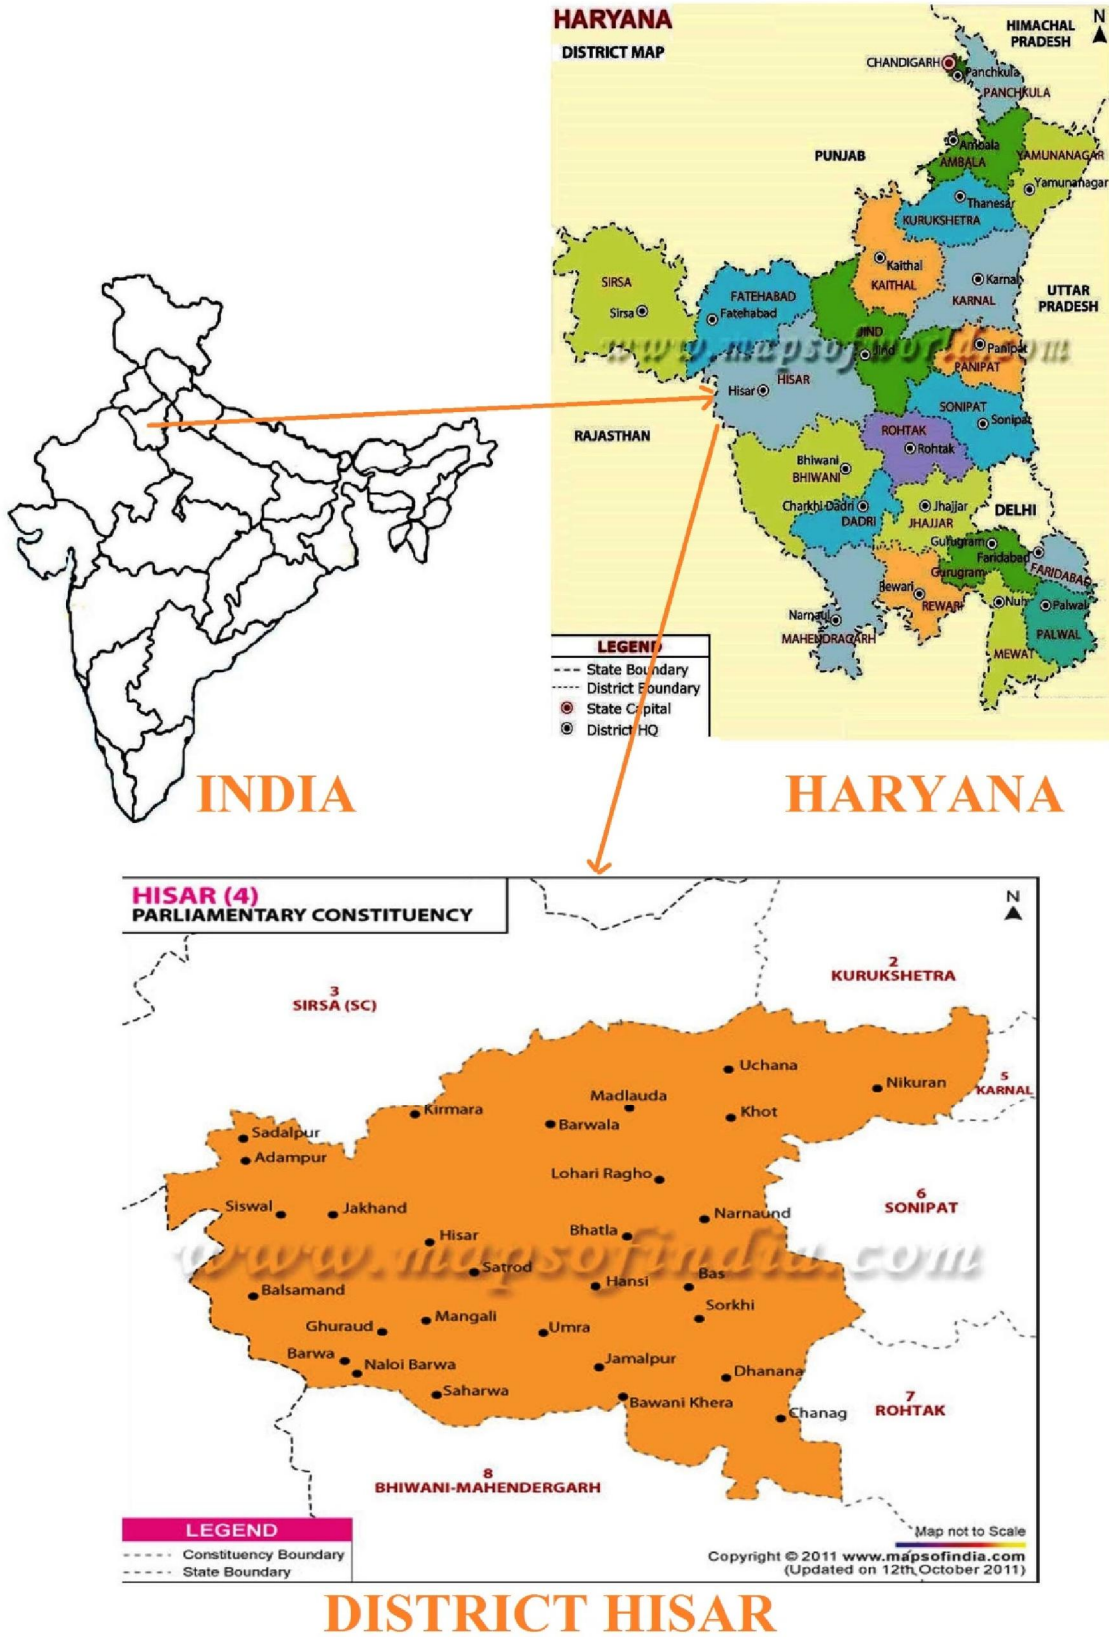 HARYANA
DISTRICT MAP
N
HIMACHAL
PRADESH
CHANDIGARH
Panchkula
PANCHKULA
PUNJAB
Ambala
AMBALA
YAMUNANAGAR
Yamunanagar
Thanesar
KURUKSHETRA
Kaithal
KAITHAL
Karnal
KARNAL
UTTAR
PRADESH
SIRSA
Sirsa
FATEHABAD
Fatehabad
JIND
Jind
www.mapsofworld.com
Panipat
PANIPAT
HISAR
Hisar
SONIPAT
Sonipat
RAJASTHAN
ROHTAK
Rohtak
Bhiwani
BHIWANI
Charkhi Dadri
DADRI
Jhajjar
JHAJJAR
DELHI
Gurugram
Faridabad
Gurugram
FARIDABAD
Rewari
REWARI
Nuh
Palwal
PALWAL
Narnaul
MAHENDRAGARH
MEWAT
LEGEND
State Boundary
District Boundary
State Capital
District HQ
INDIA
HARYANA
HISAR (4)
PARLIAMENTARY CONSTITUENCY
N
2
KURUKSHETRA
3
SIRSA (SC)
Uchana
Nikuran
5
KARNAL
Madlauda
Kirmara
Khot
Barwala
Sadalpur
Adampur
Lohari Ragho
6
SONIPAT
Siswal
Jakhand
Narnaund
Hisar
Bhatla
www.mapsofindia.com
Satrod
Hansi
Bas
Balsamand
Sorkhi
Mangali
Ghuraud
Umra
Barwa
Naloi Barwa
Jamalpur
Dhanana
Saharwa
Bawani Khera
7
ROHTAK
Chanag
8
BHIWANI-MAHENDERGARH
LEGEND
Constituency Boundary
State Boundary
Map not to Scale
Copyright © 2011 www.mapsofindia.com
(Updated on 12th October 2011)
DISTRICT HISAR